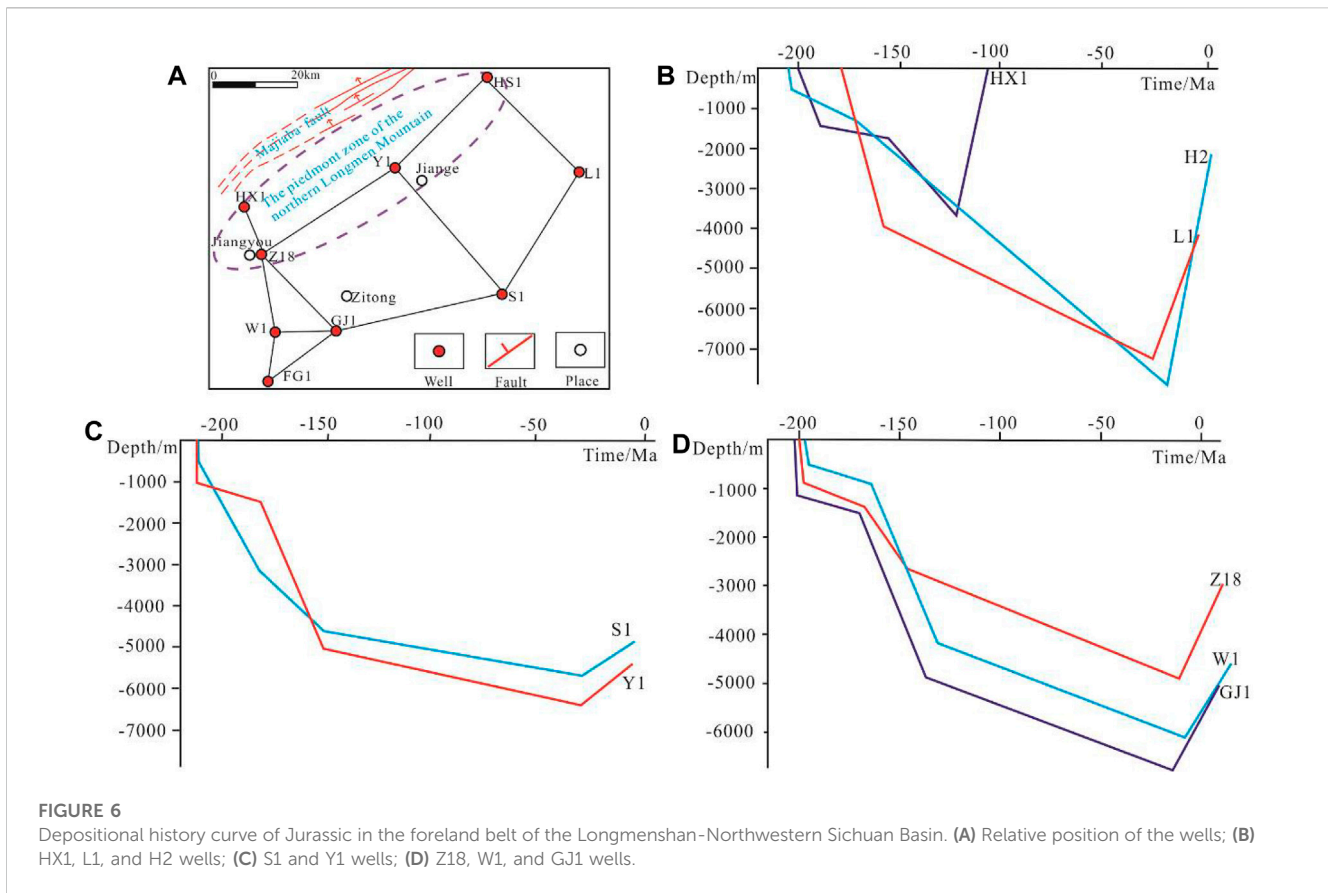 A
0 20km
HS1
Majiaba fault
The piedmont zone of the
northern Longmen Mountain
Y1
Jiange
L1
HX1
Jiangyou
Z18
Zitong
S1
W1
GJ1
FG1
Well
Fault
Place
B
-200 -150 -100 -50 0
Depth/m
HX1
Time/Ma
-1000
-2000
H2
-3000
-4000
L1
-5000
-6000
-7000
C
-200 -150 -100 -50 0
Depth/m
Time/Ma
-1000
-2000
-3000
-4000
S1
-5000
Y1
-6000
-7000
D
-200 -150 -100 -50 0
Depth/m
Time/Ma
-1000
-2000
-3000
Z18
-4000
W1
-5000
GJ1
-6000
FIGURE 6
Depositional history curve of Jurassic in the foreland belt of the Longmenshan-Northwestern Sichuan Basin. (A) Relative position of the wells; (B)
HX1, L1, and H2 wells; (C) S1 and Y1 wells; (D) Z18, W1, and GJ1 wells.